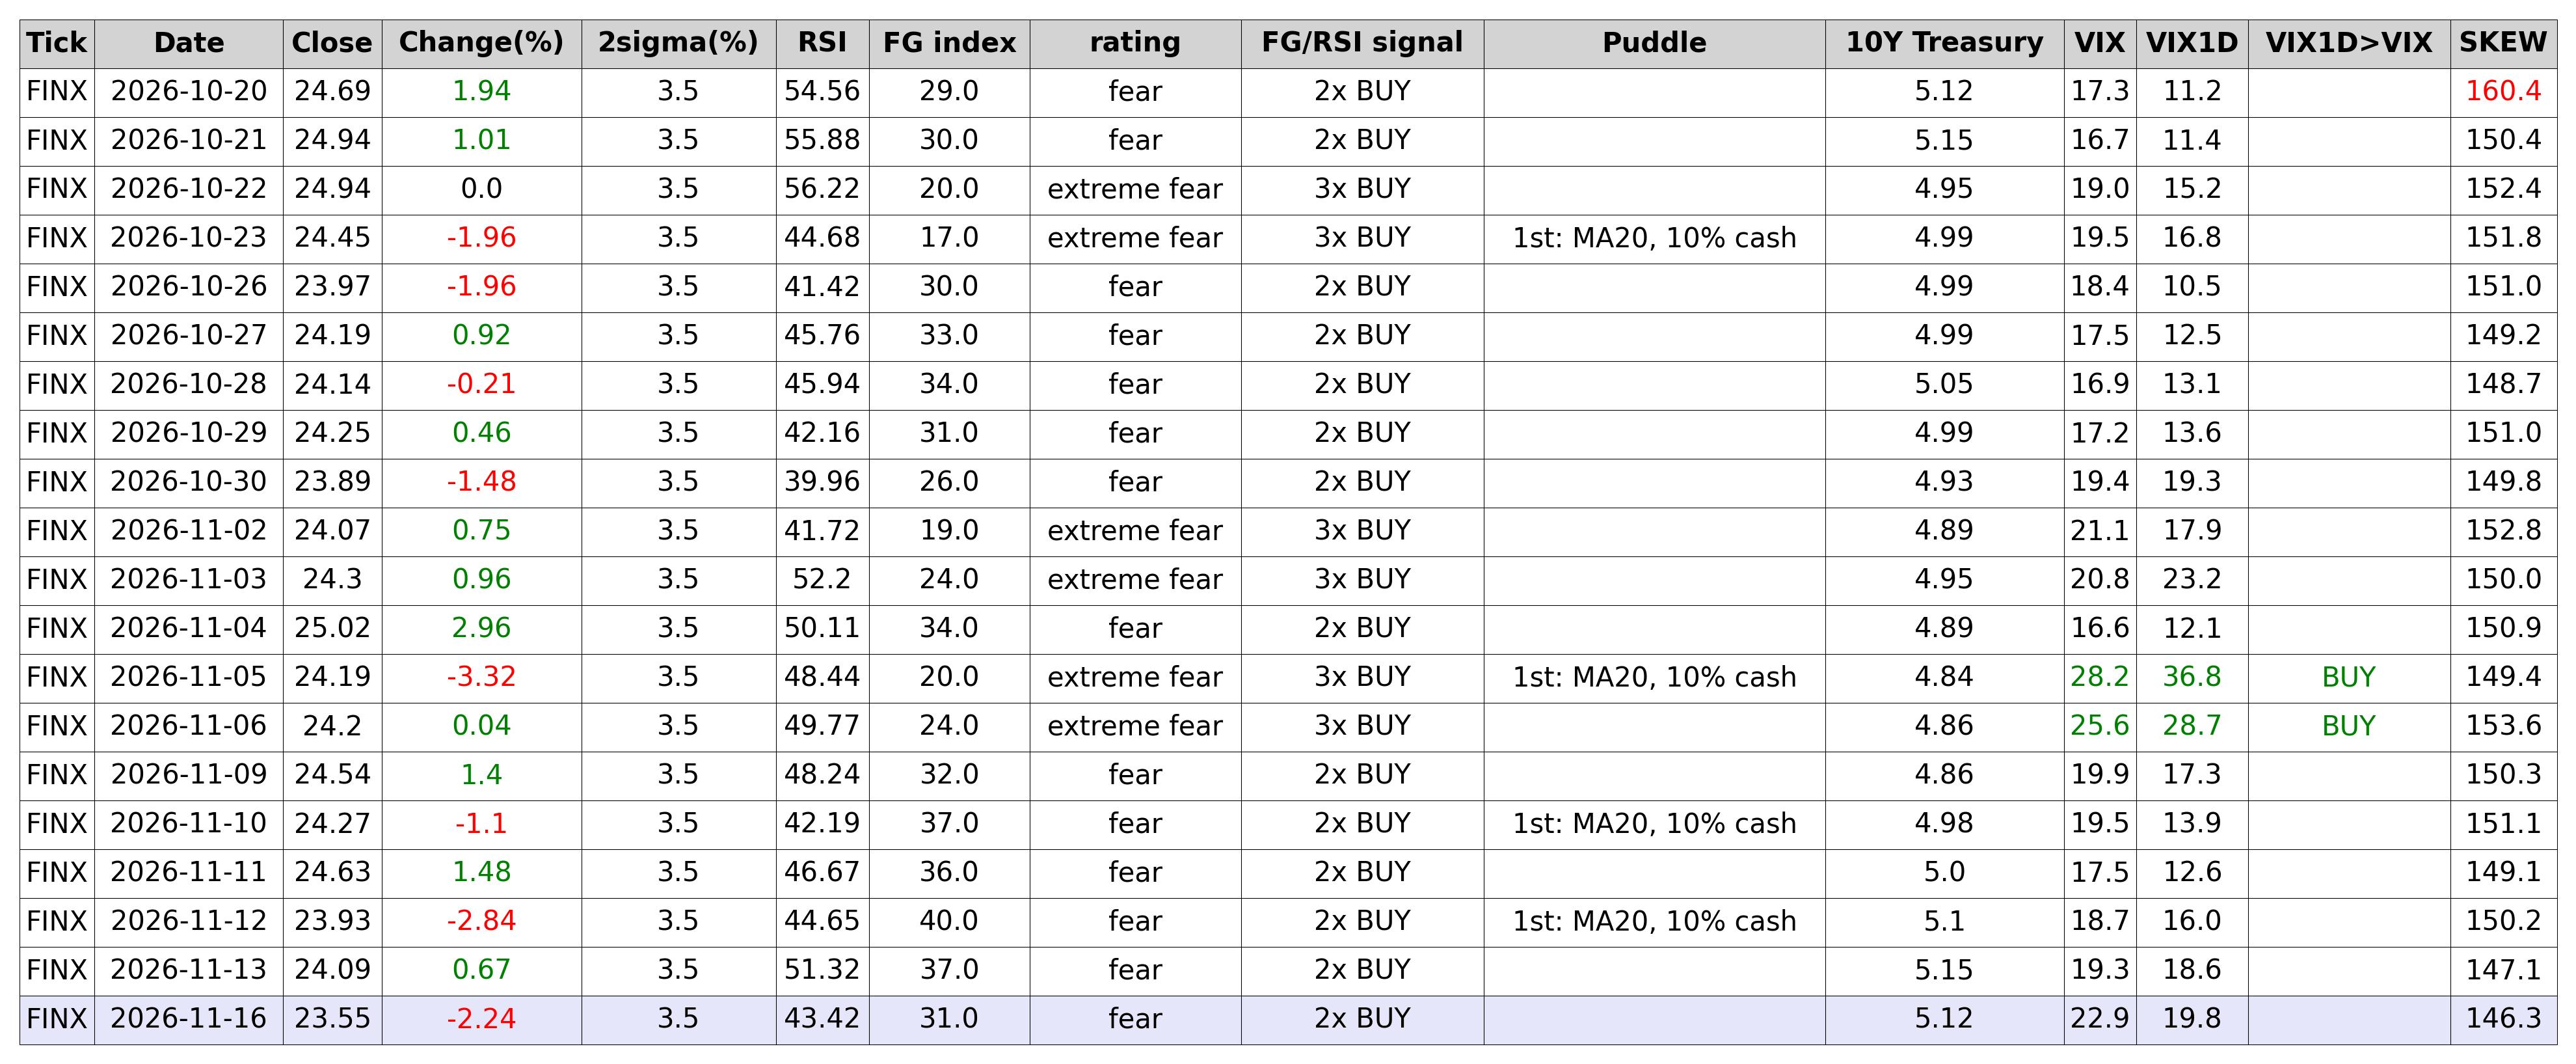 Tick Date Close Change(%) 2sigma(%) RSI FG index rating FG/RSI signal Puddle 10Y Treasury VIX VIX1D VIX1D>VIX SKEW
FINX 2026-10-20 24.69 1.94 3.5 54.56 29.0 fear 2x BUY 5.12 17.3 11.2 160.4
FINX 2026-10-21 24.94 1.01 3.5 55.88 30.0 fear 2x BUY 5.15 16.7 11.4 150.4
FINX 2026-10-22 24.94 0.0 3.5 56.22 20.0 extreme fear 3x BUY 4.95 19.0 15.2 152.4
FINX 2026-10-23 24.45 -1.96 3.5 44.68 17.0 extreme fear 3x BUY 1st: MA20, 10% cash 4.99 19.5 16.8 151.8
FINX 2026-10-26 23.97 -1.96 3.5 41.42 30.0 fear 2x BUY 4.99 18.4 10.5 151.0
FINX 2026-10-27 24.19 0.92 3.5 45.76 33.0 fear 2x BUY 4.99 17.5 12.5 149.2
FINX 2026-10-28 24.14 -0.21 3.5 45.94 34.0 fear 2x BUY 5.05 16.9 13.1 148.7
FINX 2026-10-29 24.25 0.46 3.5 42.16 31.0 fear 2x BUY 4.99 17.2 13.6 151.0
FINX 2026-10-30 23.89 -1.48 3.5 39.96 26.0 fear 2x BUY 4.93 19.4 19.3 149.8
FINX 2026-11-02 24.07 0.75 3.5 41.72 19.0 extreme fear 3x BUY 4.89 21.1 17.9 152.8
FINX 2026-11-03 24.3 0.96 3.5 52.2 24.0 extreme fear 3x BUY 4.95 20.8 23.2 150.0
FINX 2026-11-04 25.02 2.96 3.5 50.11 34.0 fear 2x BUY 4.89 16.6 12.1 150.9
FINX 2026-11-05 24.19 -3.32 3.5 48.44 20.0 extreme fear 3x BUY 1st: MA20, 10% cash 4.84 28.2 36.8 BUY 149.4
FINX 2026-11-06 24.2 0.04 3.5 49.77 24.0 extreme fear 3x BUY 4.86 25.6 28.7 BUY 153.6
FINX 2026-11-09 24.54 1.4 3.5 48.24 32.0 fear 2x BUY 4.86 19.9 17.3 150.3
FINX 2026-11-10 24.27 -1.1 3.5 42.19 37.0 fear 2x BUY 1st: MA20, 10% cash 4.98 19.5 13.9 151.1
FINX 2026-11-11 24.63 1.48 3.5 46.67 36.0 fear 2x BUY 5.0 17.5 12.6 149.1
FINX 2026-11-12 23.93 -2.84 3.5 44.65 40.0 fear 2x BUY 1st: MA20, 10% cash 5.1 18.7 16.0 150.2
FINX 2026-11-13 24.09 0.67 3.5 51.32 37.0 fear 2x BUY 5.15 19.3 18.6 147.1
FINX 2026-11-16 23.55 -2.24 3.5 43.42 31.0 fear 2x BUY 5.12 22.9 19.8 146.3